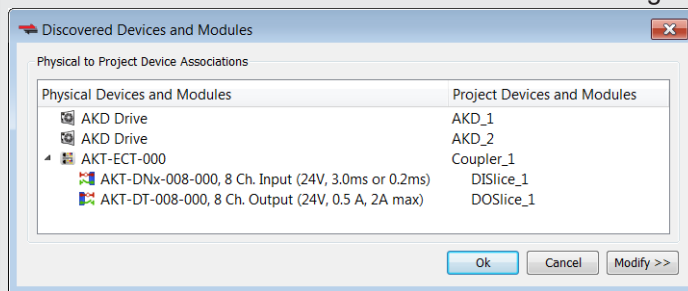 Discovered Devices and Modules
Physical to Project Device Associations
Physical Devices and Modules Project Devices and Modules
AKD Drive AKD_1
AKD Drive AKD_2
AKT-ECT-000 Coupler_1
AKT-DNx-008-000, 8 Ch. Input (24V, 3.0ms or 0.2ms) DISlice_1
AKT-DT-008-000, 8 Ch. Output (24V, 0.5 A, 2A max) DOSlice_1
Ok Cancel Modify >>